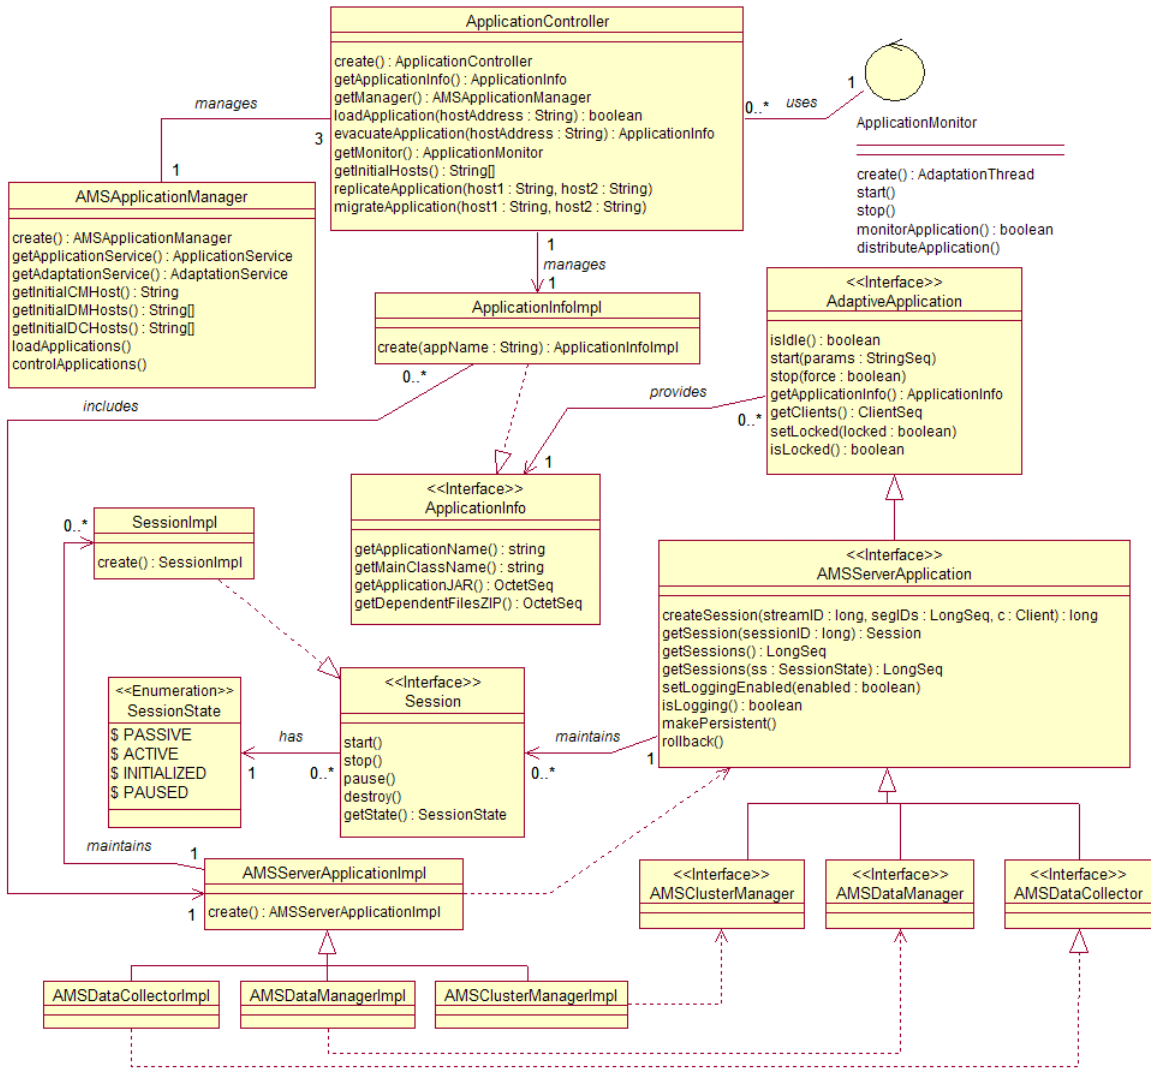 ApplicationController
create() : ApplicationController
getApplicationInfo() : ApplicationInfo
getManager() : AMSApplicationManager
loadApplication(hostAddress : String) : boolean
evacuateApplication(hostAddress : String) : ApplicationInfo
getMonitor() : ApplicationMonitor
getInitialHosts() : String[]
replicateApplication(host1 : String, host2 : String)
migrateApplication(host1 : String, host2 : String)
manages
3
1
0..*
uses
1
ApplicationMonitor
create() : AdaptationThread
start()
stop()
monitorApplication() : boolean
distributeApplication()
AMSApplicationManager
create() : AMSApplicationManager
getApplicationService() : ApplicationService
getAdaptationService() : AdaptationService
getInitialCMHost() : String
getInitialDMHosts() : String[]
getInitialDCHosts() : String[]
loadApplications()
controlApplications()
1
manages
1
ApplicationInfoImpl
create(appName : String) : ApplicationInfoImpl
0..*
includes
<<Interface>>
AdaptiveApplication
isIdle() : boolean
start(params : StringSeq)
stop(force : boolean)
getApplicationInfo() : ApplicationInfo
getClients() : ClientSeq
setLocked(locked : boolean)
isLocked() : boolean
provides
0..*
1
<<Interface>>
ApplicationInfo
getApplicationName() : string
getMainClassName() : string
getApplicationJAR() : OctetSeq
getDependentFilesZIP() : OctetSeq
0..*
SessionImpl
create() : SessionImpl
<<Interface>>
AMSServerApplication
createSession(streamID : long, segIDs : LongSeq, c : Client) : long
getSession(sessionID : long) : Session
getSessions() : LongSeq
getSessions(ss : SessionState) : LongSeq
setLoggingEnabled(enabled : boolean)
isLogging() : boolean
makePersistent()
rollback()
<<Enumeration>>
SessionState
$ PASSIVE
$ ACTIVE
$ INITIALIZED
$ PAUSED
has
1
0..*
<<Interface>>
Session
start()
stop()
pause()
destroy()
getState() : SessionState
maintains
0..*
1
maintains
1
1
AMSServerApplicationImpl
create() : AMSServerApplicationImpl
<<Interface>>
AMSClusterManager
<<Interface>>
AMSDataManager
<<Interface>>
AMSDataCollector
AMSDataCollectorImpl
AMSDataManagerImpl
AMSClusterManagerImpl